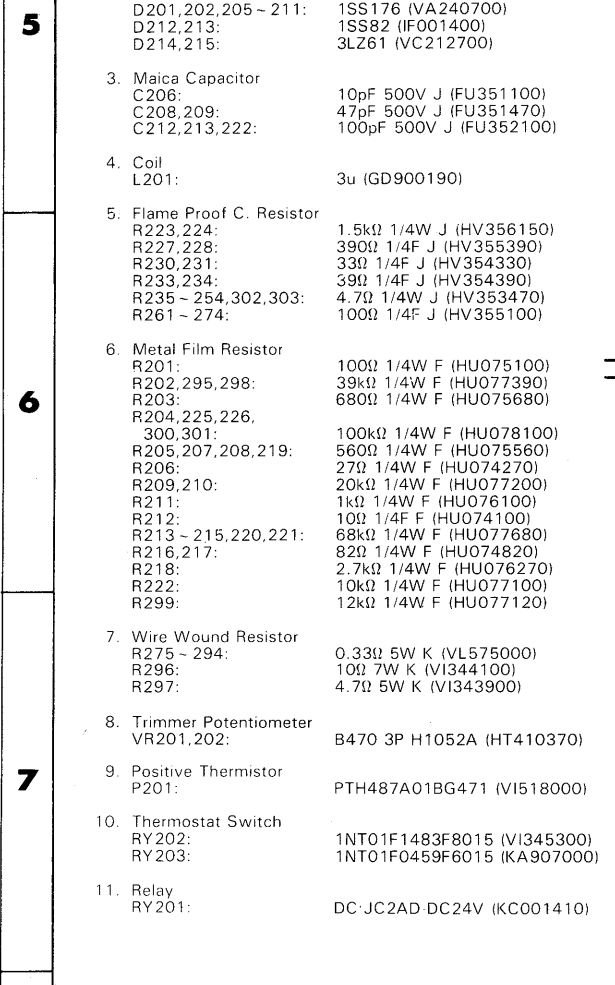 5
D201,202,205~211: 1SS176 (VA240700)
D212,213: 1SS82 (IF001400)
D214,215: 3LZ61 (VC212700)
3. Maica Capacitor
C206: 10pF 500V J (FU351100)
C208,209: 47pF 500V J (FU351470)
C212,213,222: 100pF 500V J (FU352100)
4. Coil
L201: 3u (GD900190)
5. Flame Proof C. Resistor
R223,224: 1.5kΩ 1/4W J (HV356150)
R227,228: 390Ω 1/4F J (HV355390)
R230,231: 33Ω 1/4F J (HV354330)
R233,234: 39Ω 1/4F J (HV354390)
R235~254,302,303: 4.7Ω 1/4W J (HV353470)
R261~274: 100Ω 1/4F J (HV355100)
6
6. Metal Film Resistor
R201: 100Ω 1/4W F (HU075100)
R202,295,298: 39kΩ 1/4W F (HU077390)
R203: 680Ω 1/4W F (HU075680)
R204,225,226,
300,301: 100kΩ 1/4W F (HU078100)
R205,207,208,219: 560Ω 1/4W F (HU075560)
R206: 27Ω 1/4W F (HU074270)
R209,210: 20kΩ 1/4W F (HU077200)
R211: 1kΩ 1/4W F (HU076100)
R212: 10Ω 1/4F F (HU074100)
R213~215,220,221: 68kΩ 1/4W F (HU077680)
R216,217: 82Ω 1/4W F (HU074820)
R218: 2.7kΩ 1/4W F (HU076270)
R222: 10kΩ 1/4W F (HU077100)
R299: 12kΩ 1/4W F (HU077120)
7. Wire Wound Resistor
R275~294: 0.33Ω 5W K (VL575000)
R296: 10Ω 7W K (VI344100)
R297: 4.7Ω 5W K (VI343900)
8. Trimmer Potentiometer
VR201,202: B470 3P H1052A (HT410370)
7
9. Positive Thermistor
P201: PTH487A01BG471 (VI518000)
10. Thermostat Switch
RY202: 1NT01F1483F8015 (VI345300)
RY203: 1NT01F0459F6015 (KA907000)
11. Relay
RY201: DC·JC2AD-DC24V (KC001410)